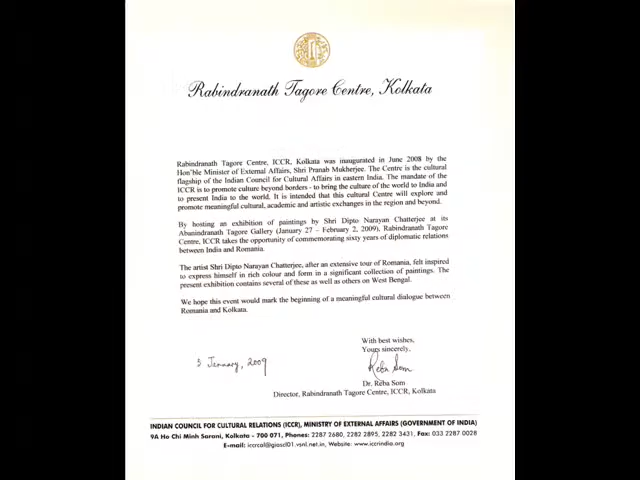 Rabindranath Tagore Centre, Kolkata
Rabindranath Tagore Centre, ICCR, Kolkata was inaugurated in June 2008 by the
Hon'ble Minister of External Affairs, Shri Pranab Mukherjee. The Centre is the cultural
flagship of the Indian Council for Cultural Affairs in eastern India. The mandate of the
ICCR is to promote culture beyond borders - to bring the culture of the world to India and
to present India to the world. It is intended that this cultural Centre will explore and
promote meaningful cultural, academic and artistic exchanges in the region and beyond.
By hosting an exhibition of paintings by Shri Dipto Narayan Chatterjee at its
Abanindranath Tagore Gallery (January 27 – February 2, 2009), Rabindranath Tagore
Centre, ICCR takes the opportunity of commemorating sixty years of diplomatic relations
between India and Romania.
The artist Shri Dipto Narayan Chatterjee, after an extensive tour of Romania, felt inspired
to express himself in rich colour and form in a significant collection of paintings. The
present exhibition contains several of these as well as others on West Bengal.
We hope this event would mark the beginning of a meaningful cultural dialogue between
Romania and Kolkata.
With best wishes,
Yours sincerely,
5 January, 2009
Reba Som
Dr. Reba Som
Director, Rabindranath Tagore Centre, ICCR, Kolkata
INDIAN COUNCIL FOR CULTURAL RELATIONS (ICCR), MINISTRY OF EXTERNAL AFFAIRS (GOVERNMENT OF INDIA)
9A Ho Chi Minh Sarani, Kolkata - 700 071, Phones: 2287 2680, 2282 2895, 2282 3431, Fax: 033 2287 0028
E-mail: iccrcal@giascl01.vsnl.net.in, Website: www.iccrindia.org